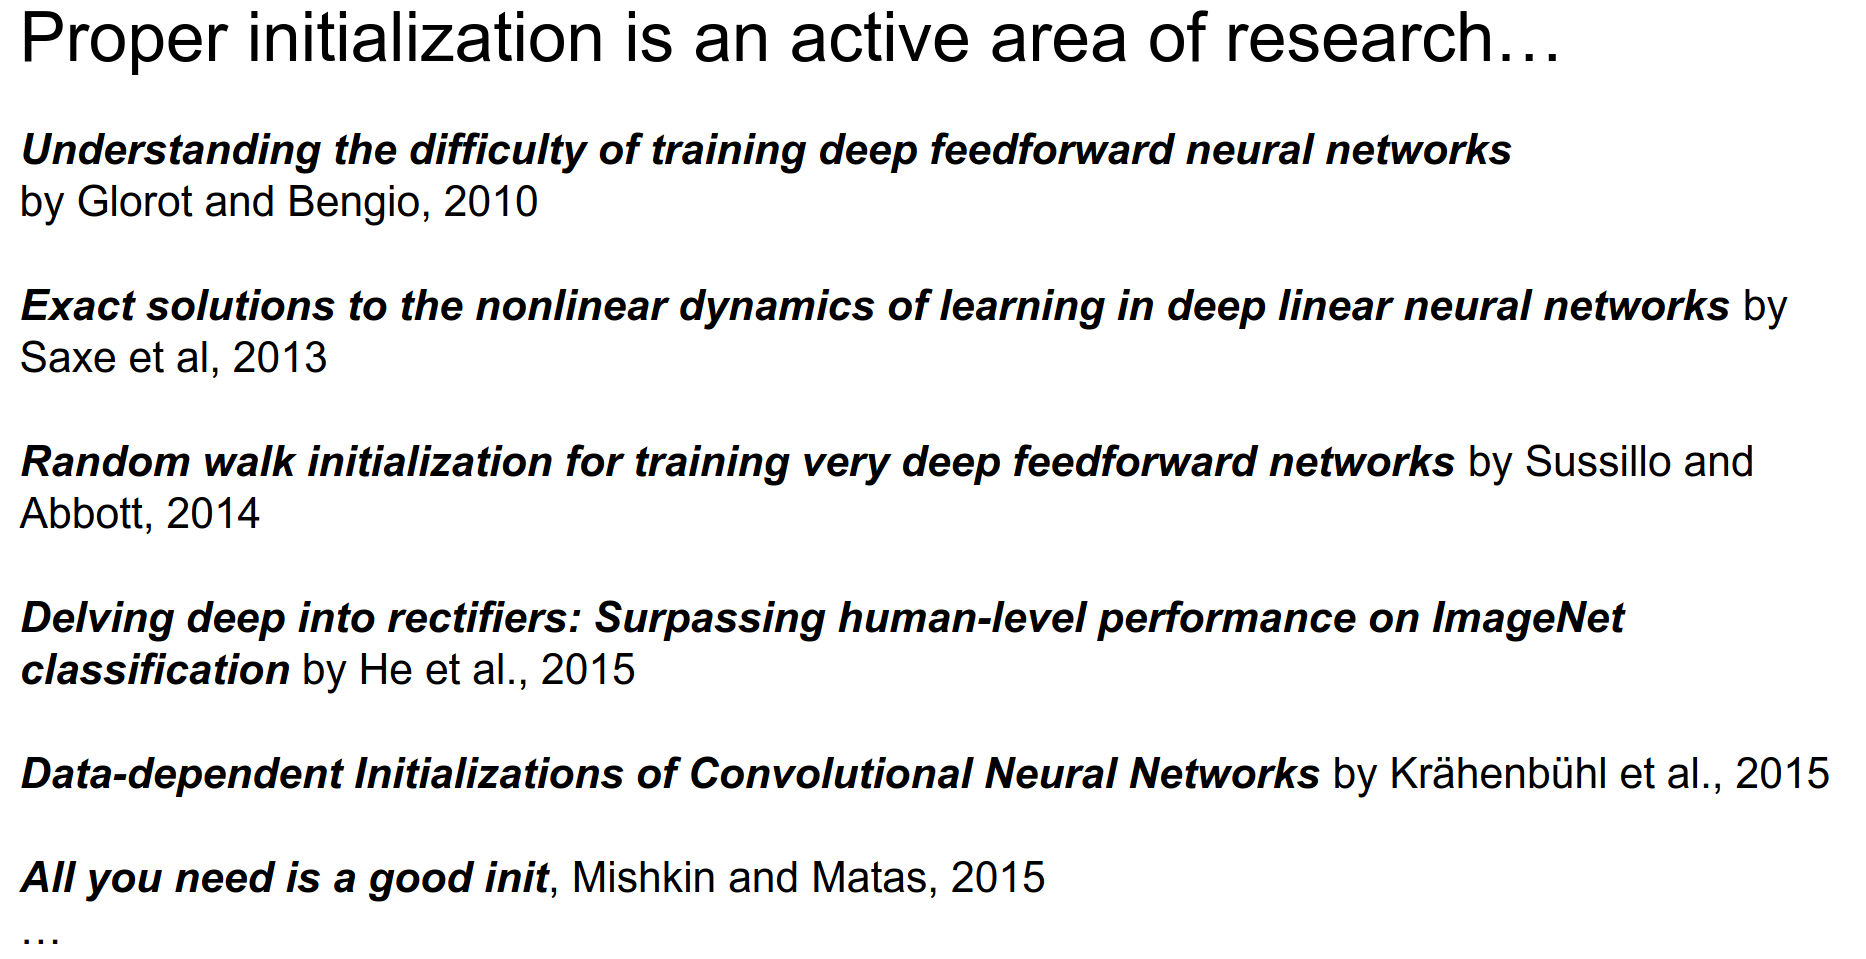 Proper initialization is an active area of research…
Understanding the difficulty of training deep feedforward neural networks
by Glorot and Bengio, 2010
Exact solutions to the nonlinear dynamics of learning in deep linear neural networks by
Saxe et al, 2013
Random walk initialization for training very deep feedforward networks by Sussillo and
Abbott, 2014
Delving deep into rectifiers: Surpassing human-level performance on ImageNet
classification by He et al., 2015
Data-dependent Initializations of Convolutional Neural Networks by Krähenbühl et al., 2015
All you need is a good init, Mishkin and Matas, 2015
…